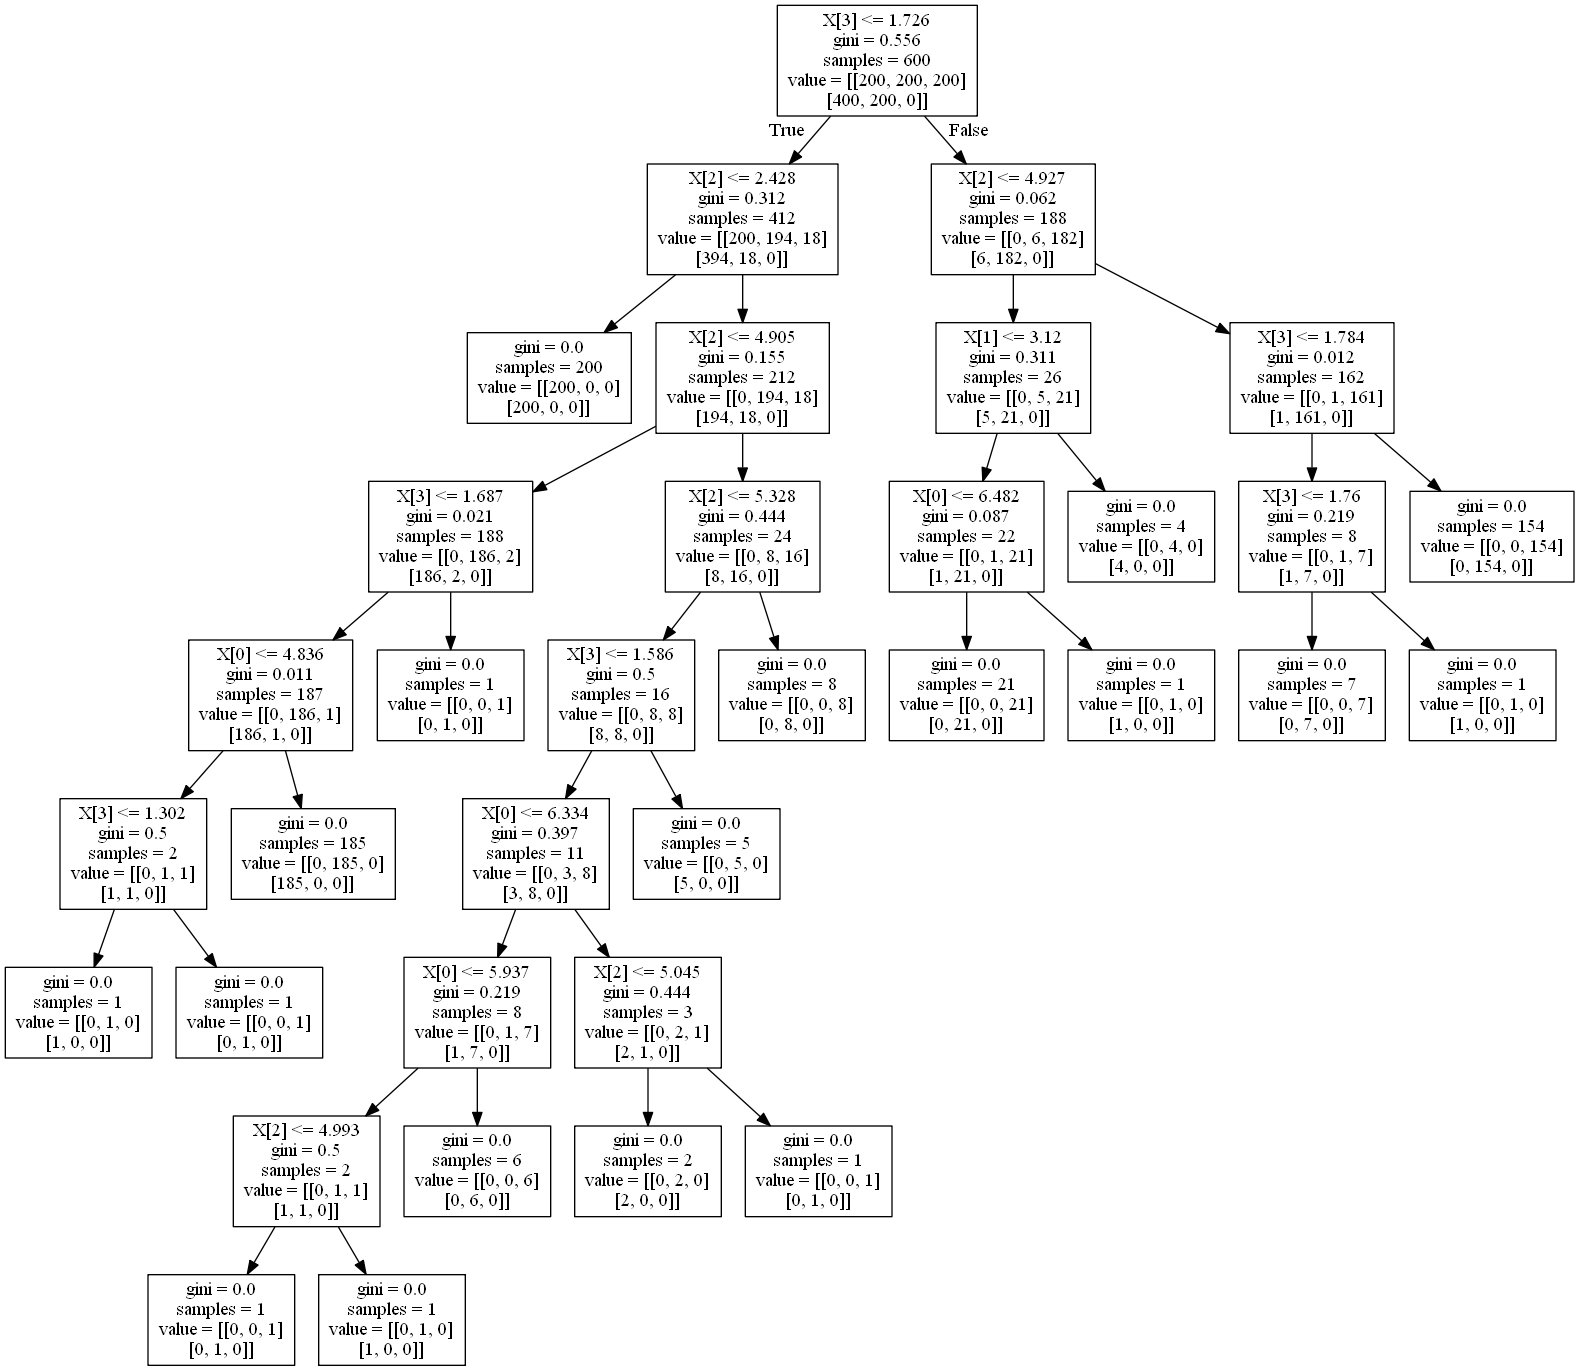 X[3] <= 1.726
gini = 0.556
samples = 600
value = [[200, 200, 200]
[400, 200, 0]]
True
False
X[2] <= 2.428
gini = 0.312
samples = 412
value = [[200, 194, 18]
[394, 18, 0]]
X[2] <= 4.927
gini = 0.062
samples = 188
value = [[0, 6, 182]
[6, 182, 0]]
gini = 0.0
samples = 200
value = [[200, 0, 0]
[200, 0, 0]]
X[2] <= 4.905
gini = 0.155
samples = 212
value = [[0, 194, 18]
[194, 18, 0]]
X[1] <= 3.12
gini = 0.311
samples = 26
value = [[0, 5, 21]
[5, 21, 0]]
X[3] <= 1.784
gini = 0.012
samples = 162
value = [[0, 1, 161]
[1, 161, 0]]
X[3] <= 1.687
gini = 0.021
samples = 188
value = [[0, 186, 2]
[186, 2, 0]]
X[2] <= 5.328
gini = 0.444
samples = 24
value = [[0, 8, 16]
[8, 16, 0]]
X[0] <= 6.482
gini = 0.087
samples = 22
value = [[0, 1, 21]
[1, 21, 0]]
gini = 0.0
samples = 4
value = [[0, 4, 0]
[4, 0, 0]]
X[3] <= 1.76
gini = 0.219
samples = 8
value = [[0, 1, 7]
[1, 7, 0]]
gini = 0.0
samples = 154
value = [[0, 0, 154]
[0, 154, 0]]
X[0] <= 4.836
gini = 0.011
samples = 187
value = [[0, 186, 1]
[186, 1, 0]]
gini = 0.0
samples = 1
value = [[0, 0, 1]
[0, 1, 0]]
X[3] <= 1.586
gini = 0.5
samples = 16
value = [[0, 8, 8]
[8, 8, 0]]
gini = 0.0
samples = 8
value = [[0, 0, 8]
[0, 8, 0]]
gini = 0.0
samples = 21
value = [[0, 0, 21]
[0, 21, 0]]
gini = 0.0
samples = 1
value = [[0, 1, 0]
[1, 0, 0]]
gini = 0.0
samples = 7
value = [[0, 0, 7]
[0, 7, 0]]
gini = 0.0
samples = 1
value = [[0, 1, 0]
[1, 0, 0]]
X[3] <= 1.302
gini = 0.5
samples = 2
value = [[0, 1, 1]
[1, 1, 0]]
gini = 0.0
samples = 185
value = [[0, 185, 0]
[185, 0, 0]]
X[0] <= 6.334
gini = 0.397
samples = 11
value = [[0, 3, 8]
[3, 8, 0]]
gini = 0.0
samples = 5
value = [[0, 5, 0]
[5, 0, 0]]
gini = 0.0
samples = 1
value = [[0, 1, 0]
[1, 0, 0]]
gini = 0.0
samples = 1
value = [[0, 0, 1]
[0, 1, 0]]
X[0] <= 5.937
gini = 0.219
samples = 8
value = [[0, 1, 7]
[1, 7, 0]]
X[2] <= 5.045
gini = 0.444
samples = 3
value = [[0, 2, 1]
[2, 1, 0]]
X[2] <= 4.993
gini = 0.5
samples = 2
value = [[0, 1, 1]
[1, 1, 0]]
gini = 0.0
samples = 6
value = [[0, 0, 6]
[0, 6, 0]]
gini = 0.0
samples = 2
value = [[0, 2, 0]
[2, 0, 0]]
gini = 0.0
samples = 1
value = [[0, 0, 1]
[0, 1, 0]]
gini = 0.0
samples = 1
value = [[0, 0, 1]
[0, 1, 0]]
gini = 0.0
samples = 1
value = [[0, 1, 0]
[1, 0, 0]]